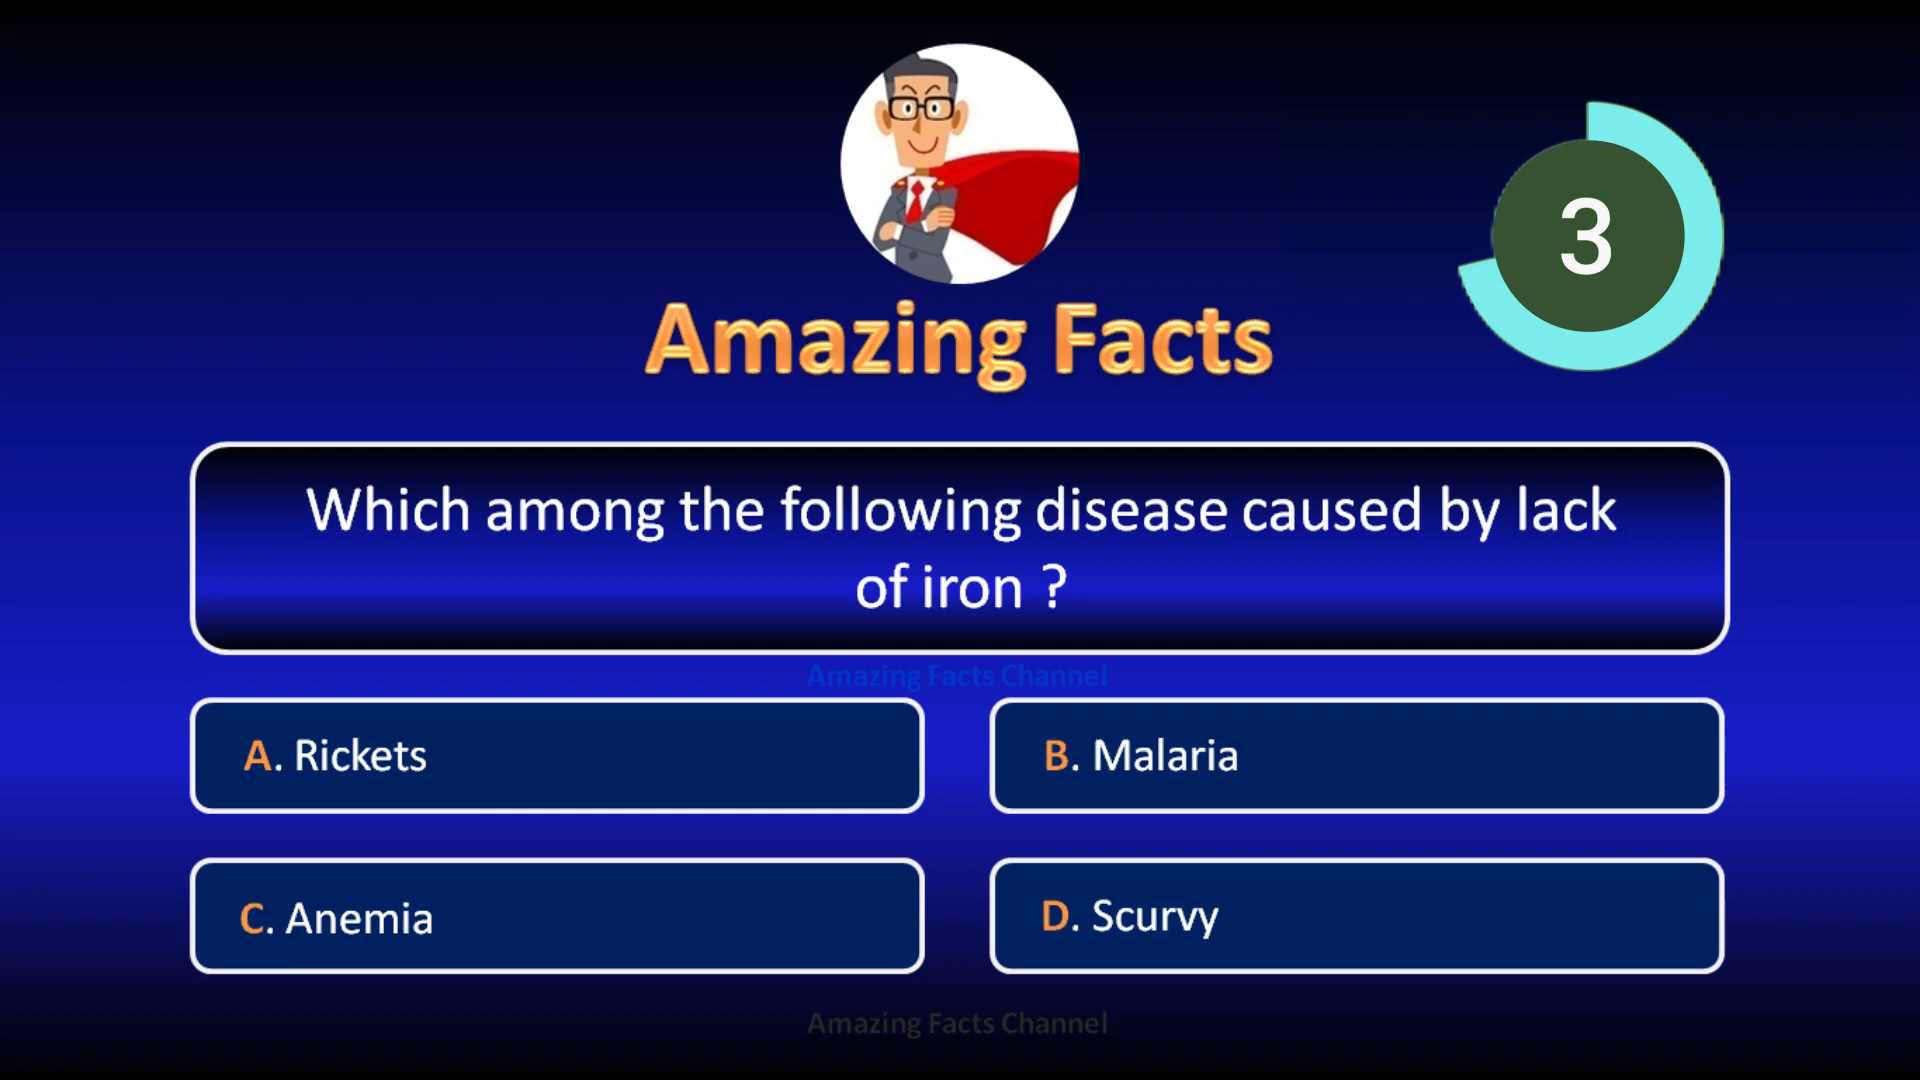 3
Amazing Facts
Which among the following disease caused by lack
of iron ?
Amazing Facts Channel
A. Rickets
B. Malaria
C. Anemia
D. Scurvy
Amazing Facts Channel